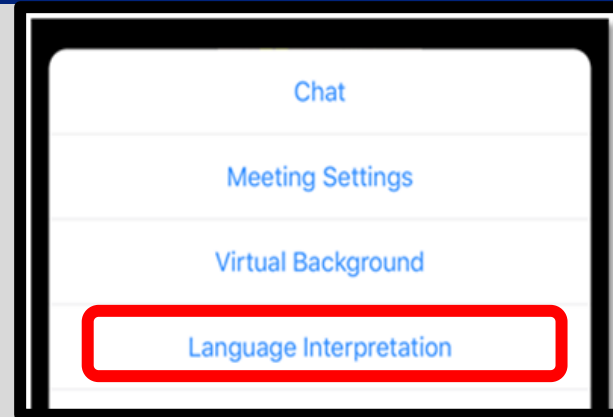 Chat
Meeting Settings
Virtual Background
Language Interpretation